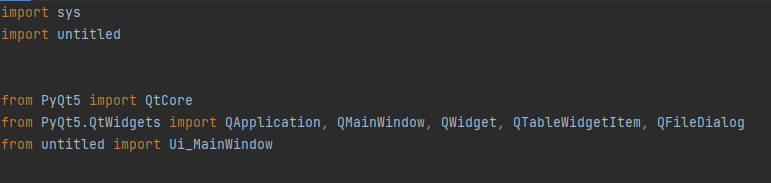 import sys
import untitled
from PyQt5 import QtCore
from PyQt5.QtWidgets import QApplication, QMainWindow, QWidget, QTableWidgetItem, QFileDialog
from untitled import Ui_MainWindow